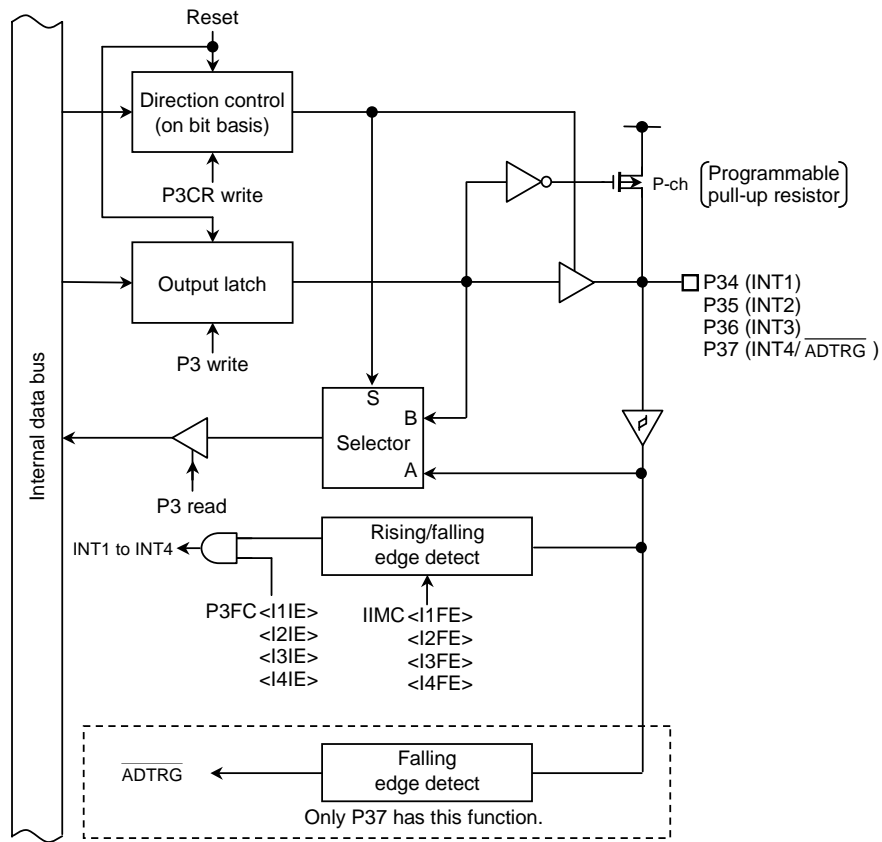 Reset
Direction control
(on bit basis)
P3CR write
P-ch
Programmable
pull-up resistor
Output latch
P3 write
P34 (INT1)
P35 (INT2)
P36 (INT3)
P37 (INT4/ ADTRG )
Internal data bus
S
B
Selector
A
P3 read
Rising/falling
edge detect
INT1 to INT4
P3FC <I1IE>
<I2IE>
<I3IE>
<I4IE>
IIMC <I1FE>
<I2FE>
<I3FE>
<I4FE>
ADTRG
Falling
edge detect
Only P37 has this function.